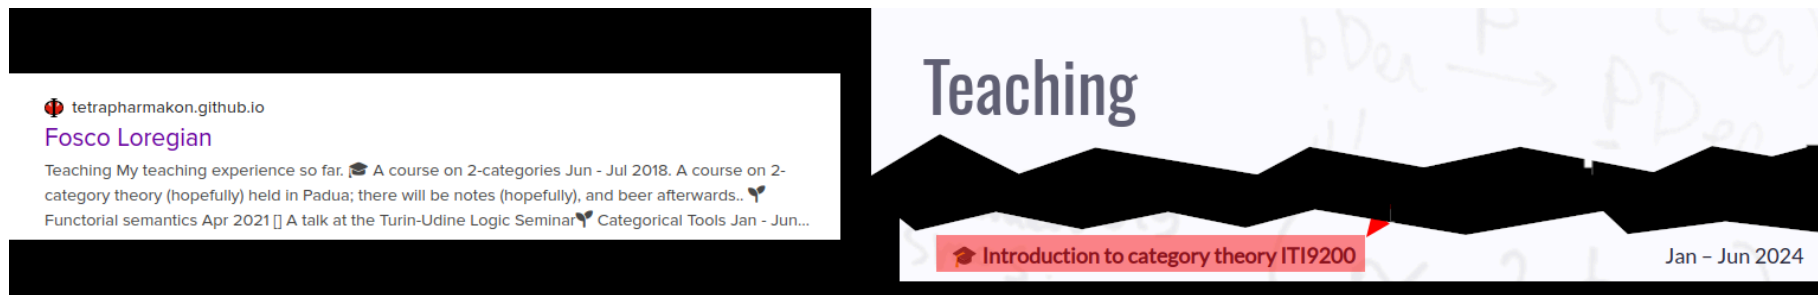 tetrapharmakon.github.io
Fosco Loregian
Teaching My teaching experience so far. 🎓 A course on 2-categories Jun - Jul 2018. A course on 2-
category theory (hopefully) held in Padua; there will be notes (hopefully), and beer afterwards.. 🌱
Functorial semantics Apr 2021 [] A talk at the Turin-Udine Logic Seminar🌱 Categorical Tools Jan - Jun...
Teaching
🎓 Introduction to category theory ITI9200
Jan – Jun 2024